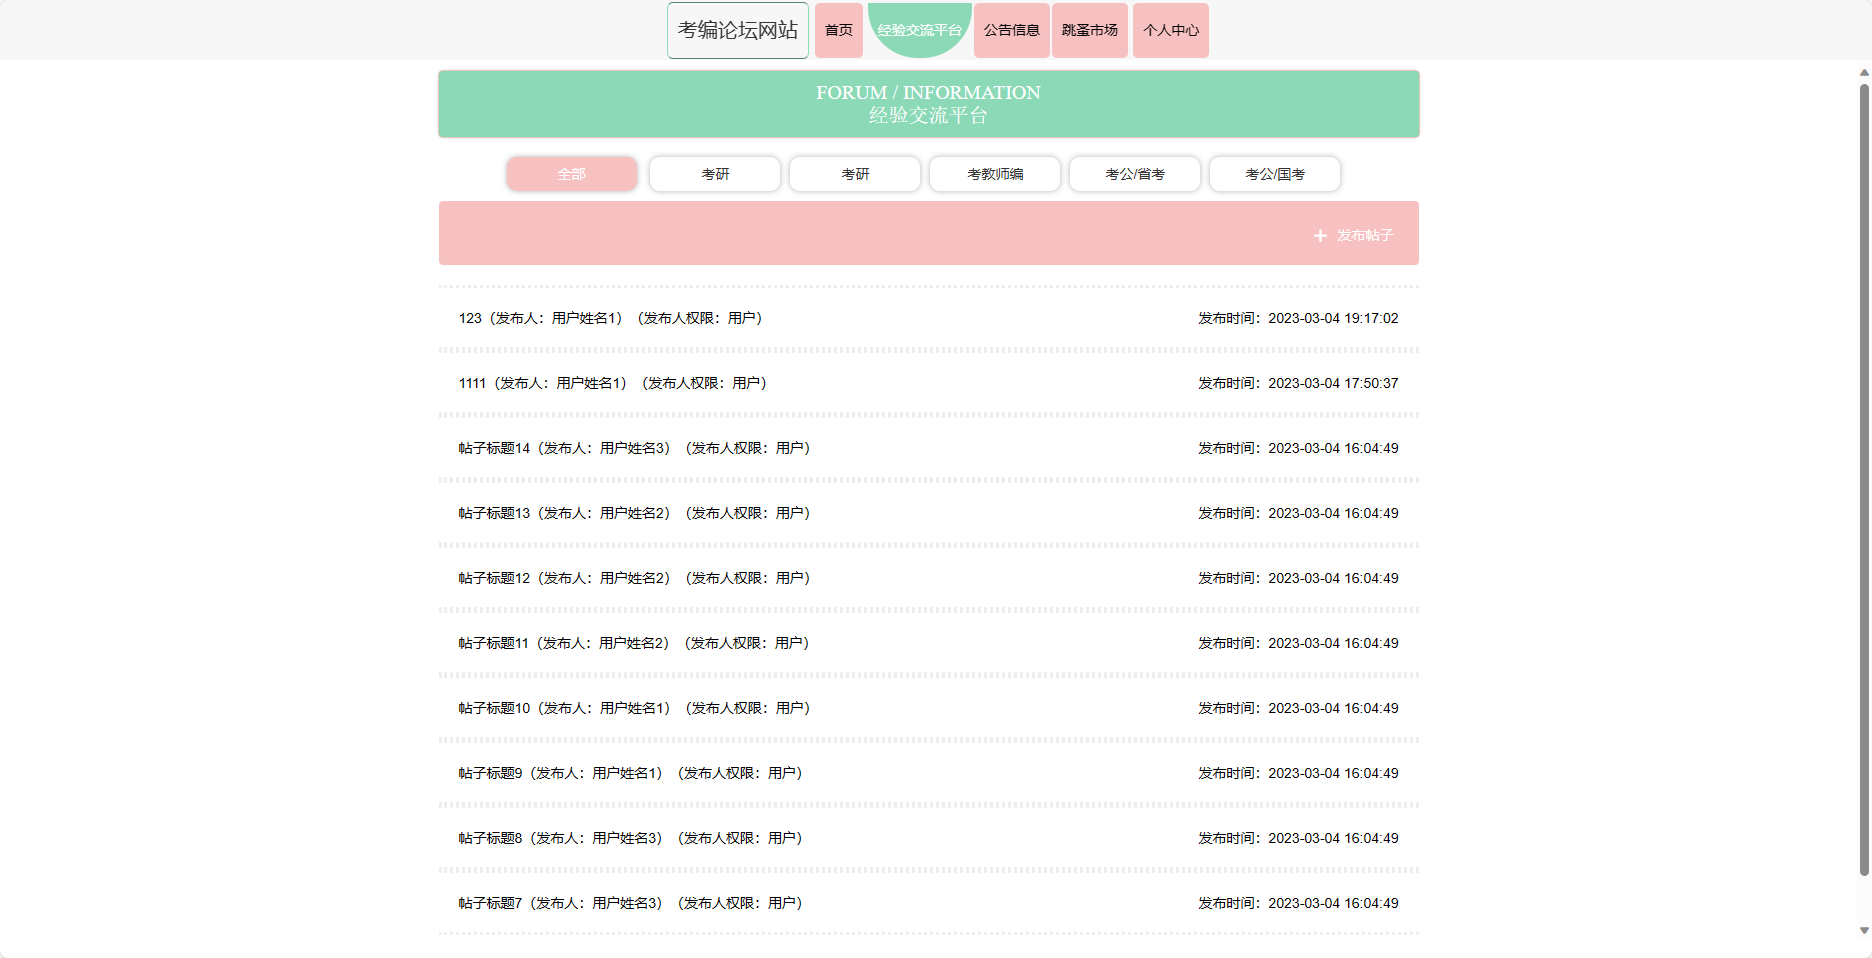 考编论坛网站 首页 经验交流平台 公告信息 跳蚤市场 个人中心
FORUM / INFORMATION
经验交流平台
全部 考研 考研 考教师编 考公/省考 考公/国考
+ 发布帖子
123（发布人：用户姓名1）（发布人权限：用户） 发布时间：2023-03-04 19:17:02
1111（发布人：用户姓名1）（发布人权限：用户） 发布时间：2023-03-04 17:50:37
帖子标题14（发布人：用户姓名3）（发布人权限：用户） 发布时间：2023-03-04 16:04:49
帖子标题13（发布人：用户姓名2）（发布人权限：用户） 发布时间：2023-03-04 16:04:49
帖子标题12（发布人：用户姓名2）（发布人权限：用户） 发布时间：2023-03-04 16:04:49
帖子标题11（发布人：用户姓名2）（发布人权限：用户） 发布时间：2023-03-04 16:04:49
帖子标题10（发布人：用户姓名1）（发布人权限：用户） 发布时间：2023-03-04 16:04:49
帖子标题9（发布人：用户姓名1）（发布人权限：用户） 发布时间：2023-03-04 16:04:49
帖子标题8（发布人：用户姓名3）（发布人权限：用户） 发布时间：2023-03-04 16:04:49
帖子标题7（发布人：用户姓名3）（发布人权限：用户） 发布时间：2023-03-04 16:04:49